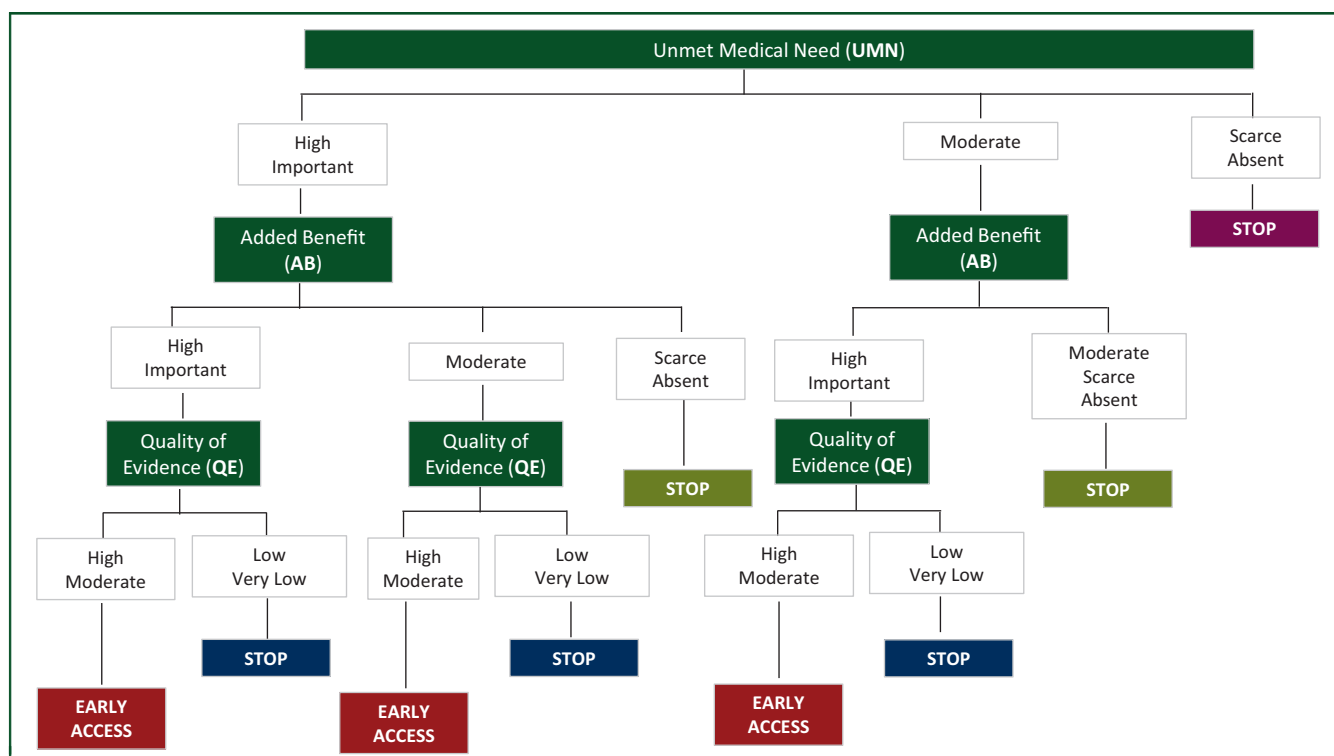 Unmet Medical Need (UMN)
High
Important
Moderate
Scarce
Absent
STOP
Added Benefit
(AB)
Added Benefit
(AB)
High
Important
Moderate
Scarce
Absent
High
Important
Moderate
Scarce
Absent
Quality of
Evidence (QE)
Quality of
Evidence (QE)
STOP
Quality of
Evidence (QE)
STOP
High
Moderate
Low
Very Low
High
Moderate
Low
Very Low
High
Moderate
Low
Very Low
STOP
STOP
STOP
EARLY
ACCESS
EARLY
ACCESS
EARLY
ACCESS